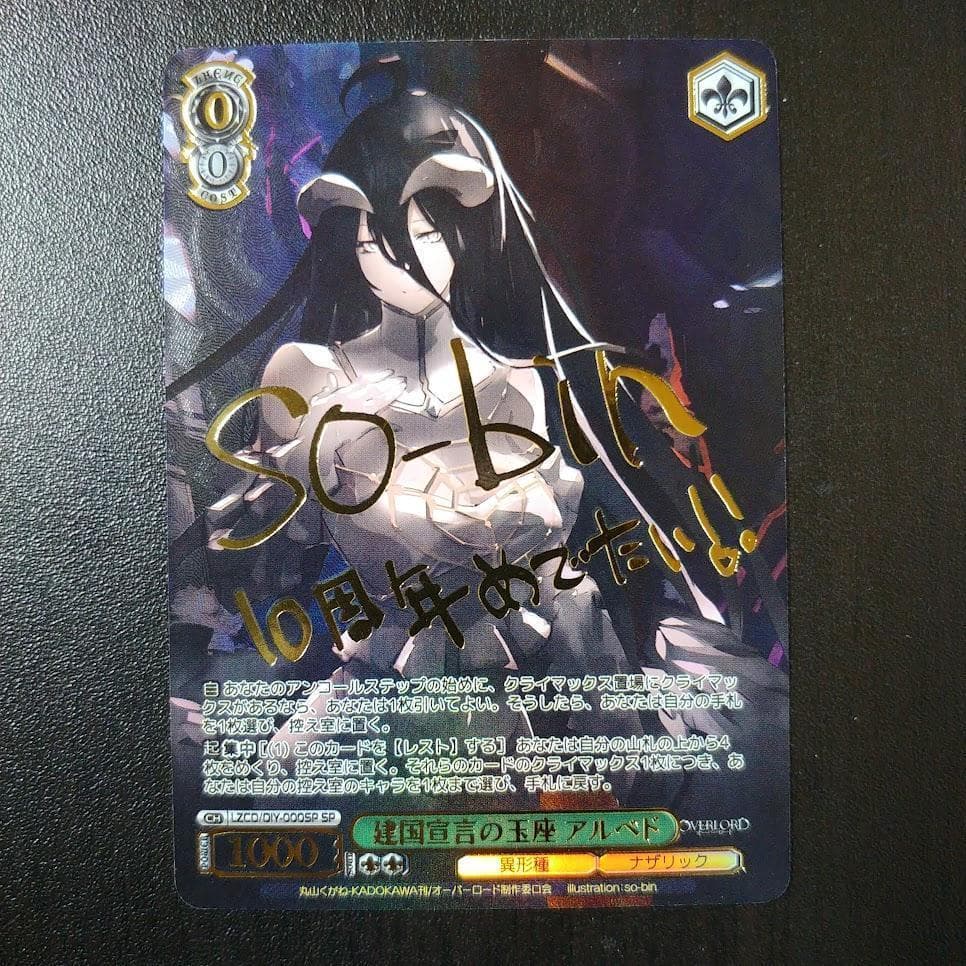 ZHENG
0
0
COST
so-bin
10周年めでたいよ!
自 あなたのアンコールステップの始めに、クライマックス置場にクライマッ
クスがあるなら、あなたは1枚引いてよい。そうしたら、あなたは自分の手札
を1枚選び、控え室に置く。
起 集中 [(1) このカードを【レスト】する] あなたは自分の山札の上から4
枚をめくり、控え室に置く。それらのカードのクライマックス1枚につき、あ
なたは自分の控え室のキャラを1枚まで選び、手札に戻す。
CH LZCD/DIY-000SP SP
建国宣言の玉座 アルベド
OVERLORD
1000
異形種 ナザリック
丸山くがね・KADOKAWA刊/オーバーロード制作委口会 illustration:so-bin